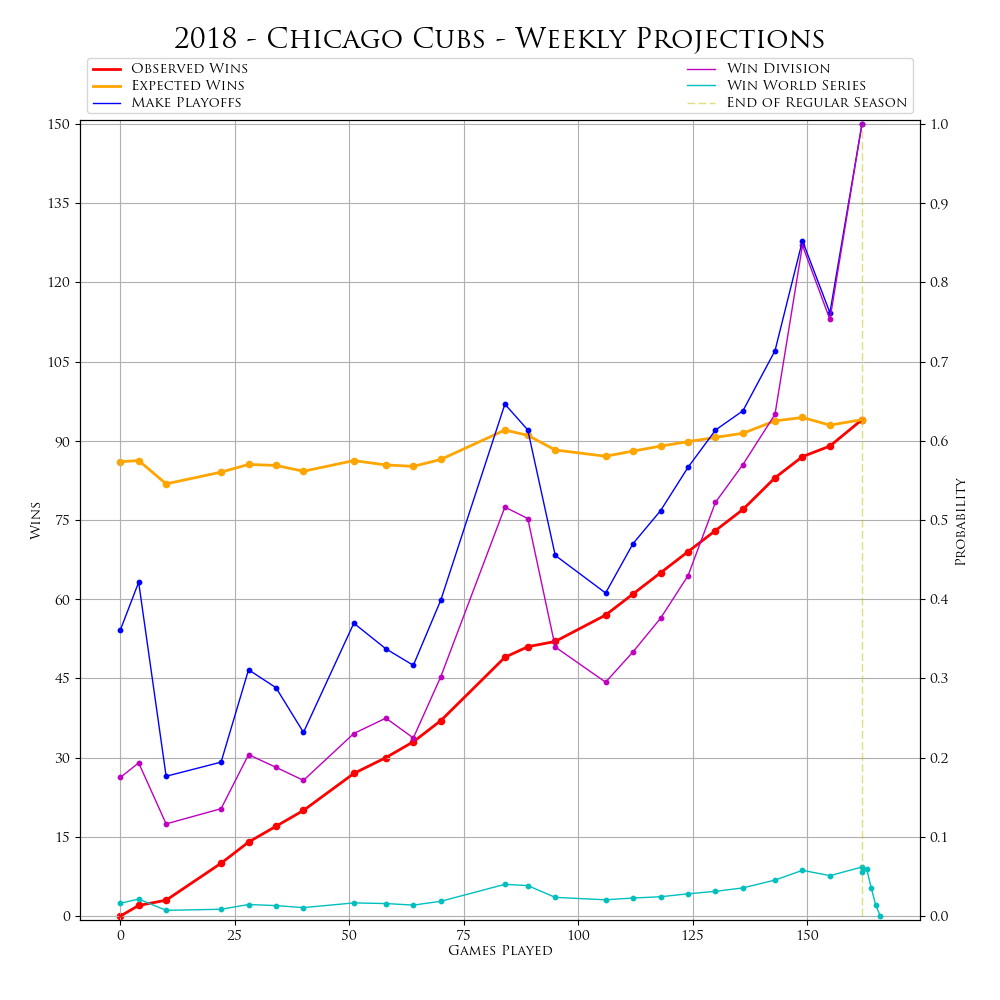 2018 - Chicago Cubs - Weekly Projections
Observed Wins
Expected Wins
Make Playoffs
Win Division
Win World Series
End of Regular Season
150
135
120
105
90
75
60
45
30
15
0
Wins
1.0
0.9
0.8
0.7
0.6
0.5
0.4
0.3
0.2
0.1
0.0
Probability
0 25 50 75 100 125 150
Games Played